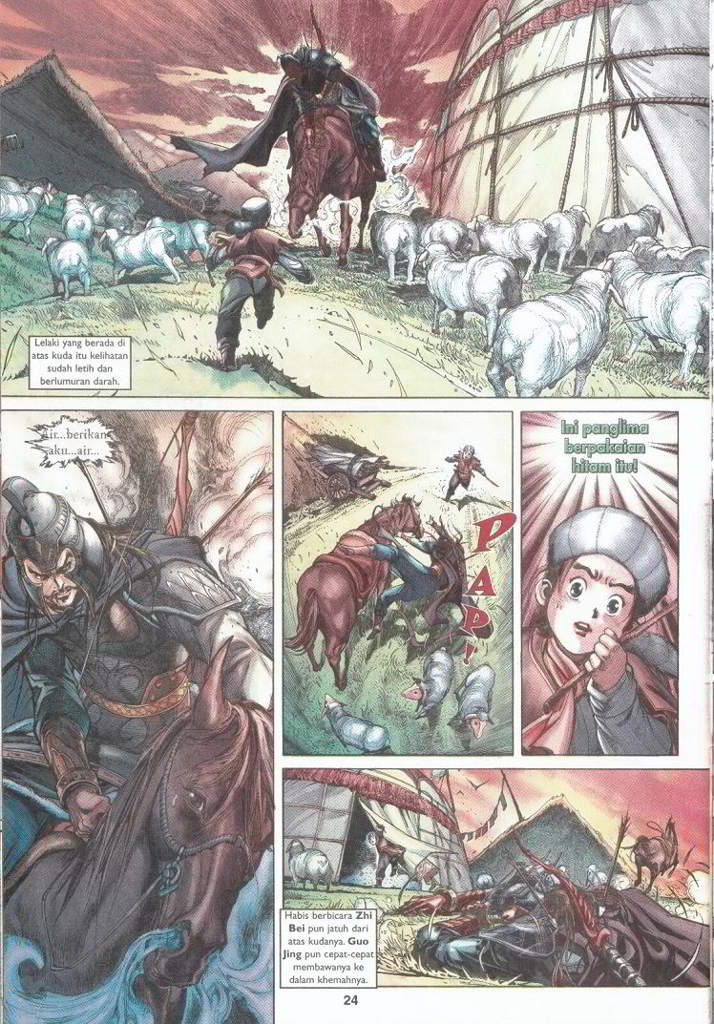 Lelaki yang berada di
atas kuda itu kelihatan
sudah letih dan
berlumuran darah.
Air...berikan
aku...air...
PAP!
Ini panglima
berpakaian
hitam itu!
Habis berbicara Zhi
Bei pun jatuh dari
atas kudanya. Guo
Jing pun cepat-cepat
membawanya ke
dalam khemahnya.
24